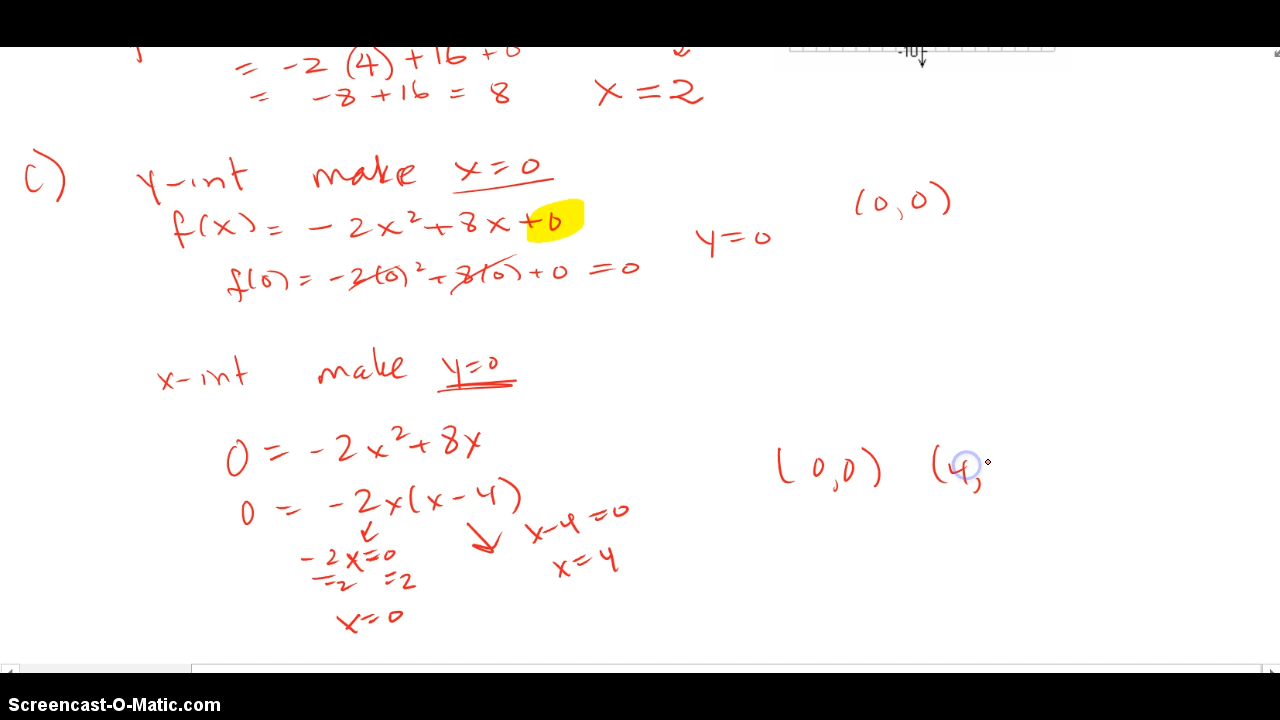 = -2 (4) + 16 + 0
-10
= -8 + 16 = 8 x = 2
c) y-int make x = 0
(0,0)
f(x) = -2x² + 8x + 0
y = 0
f(0) = -2(0)² + 8(0) + 0 = 0
x-int make y=0
0 = -2x² + 8x
(0,0) (4,
0 = -2x(x-4)
x-4 = 0
-2x = 0
x = 4
-2 -2
x = 0
Screencast-O-Matic.com